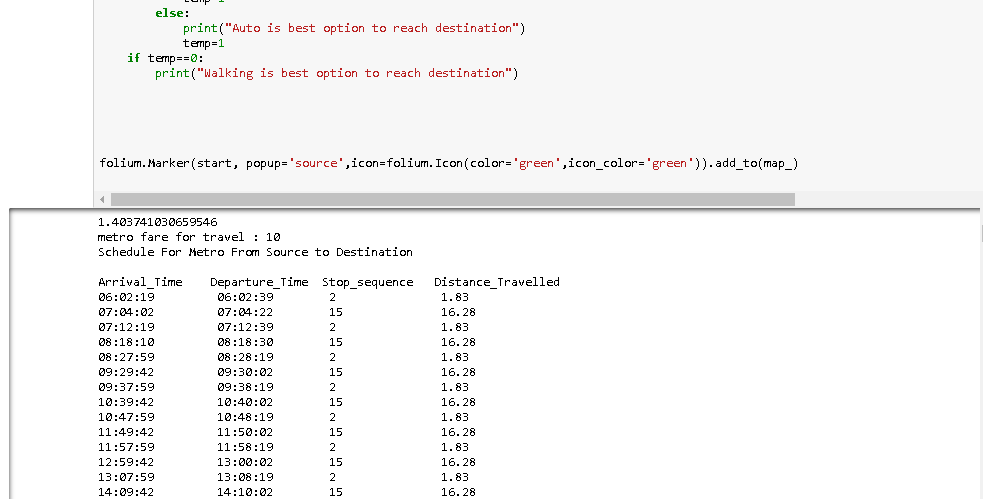 else:
print("Auto is best option to reach destination")
temp=1
if temp==0:
print("Walking is best option to reach destination")
folium.Marker(start, popup='source',icon=folium.Icon(color='green',icon_color='green')).add_to(map_)
1.403741030659546
metro fare for travel : 10
Schedule For Metro From Source to Destination
Arrival_Time Departure_Time Stop_sequence Distance_Travelled
06:02:19 06:02:39 2 1.83
07:04:02 07:04:22 15 16.28
07:12:19 07:12:39 2 1.83
08:18:10 08:18:30 15 16.28
08:27:59 08:28:19 2 1.83
09:29:42 09:30:02 15 16.28
09:37:59 09:38:19 2 1.83
10:39:42 10:40:02 15 16.28
10:47:59 10:48:19 2 1.83
11:49:42 11:50:02 15 16.28
11:57:59 11:58:19 2 1.83
12:59:42 13:00:02 15 16.28
13:07:59 13:08:19 2 1.83
14:09:42 14:10:02 15 16.28